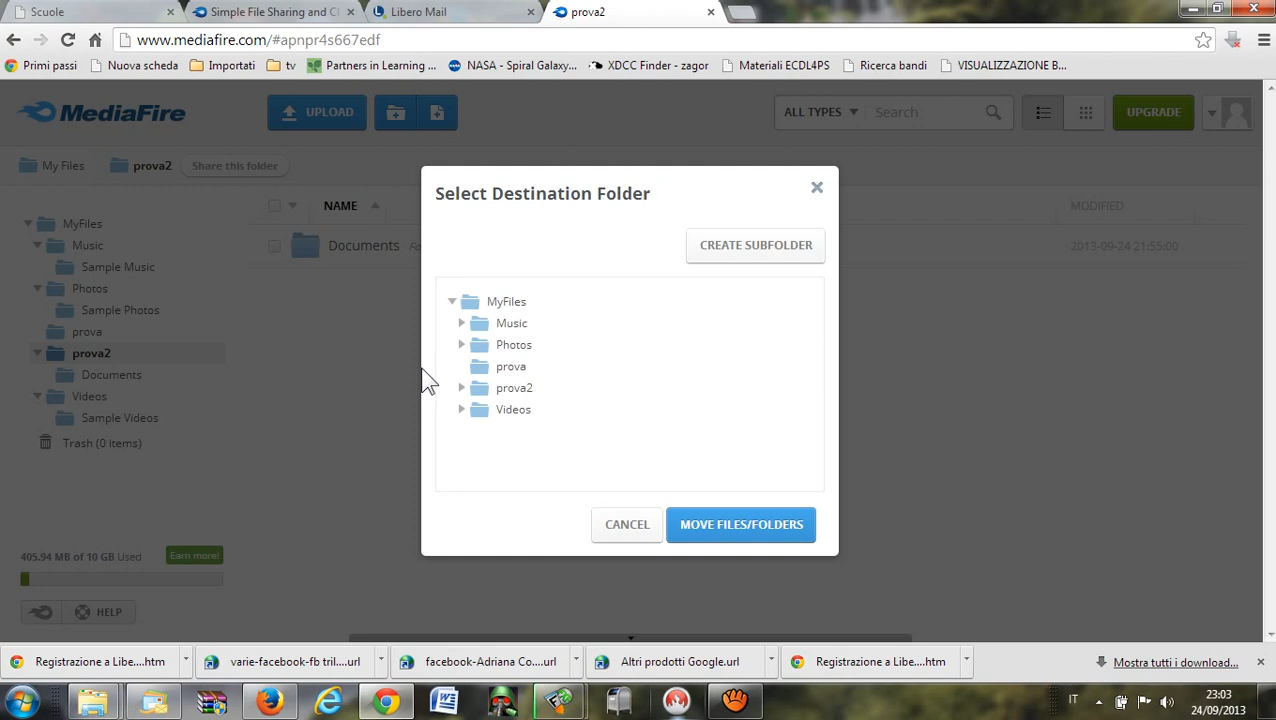 Scuole
Simple File Sharing and Cl
Libero Mail
prova2
www.mediafire.com/#apnpr4s667edf
Primi passi
Nuova scheda
Importati
tv
Partners in Learning ...
NASA - Spiral Galaxy...
XDCC Finder - zagor
Materiali ECDL4PS
Ricerca bandi
VISUALIZZAZIONE B...
MediaFire
UPLOAD
ALL TYPES
Search
UPGRADE
My Files
prova2
Share this folder
MyFiles
Music
Sample Music
Photos
Sample Photos
prova
prova2
Documents
Videos
Sample Videos
Trash (0 items)
405.94 MB of 10 GB Used
Earn more!
HELP
NAME
MODIFIED
Documents
2013-09-24 21:55:00
Select Destination Folder
CREATE SUBFOLDER
MyFiles
Music
Photos
prova
prova2
Videos
CANCEL
MOVE FILES/FOLDERS
Registrazione a Libe....htm
varie-facebook-fb tril....url
facebook-Adriana Co....url
Altri prodotti Google.url
Registrazione a Libe....htm
Mostra tutti i download...
IT
23:03
24/09/2013